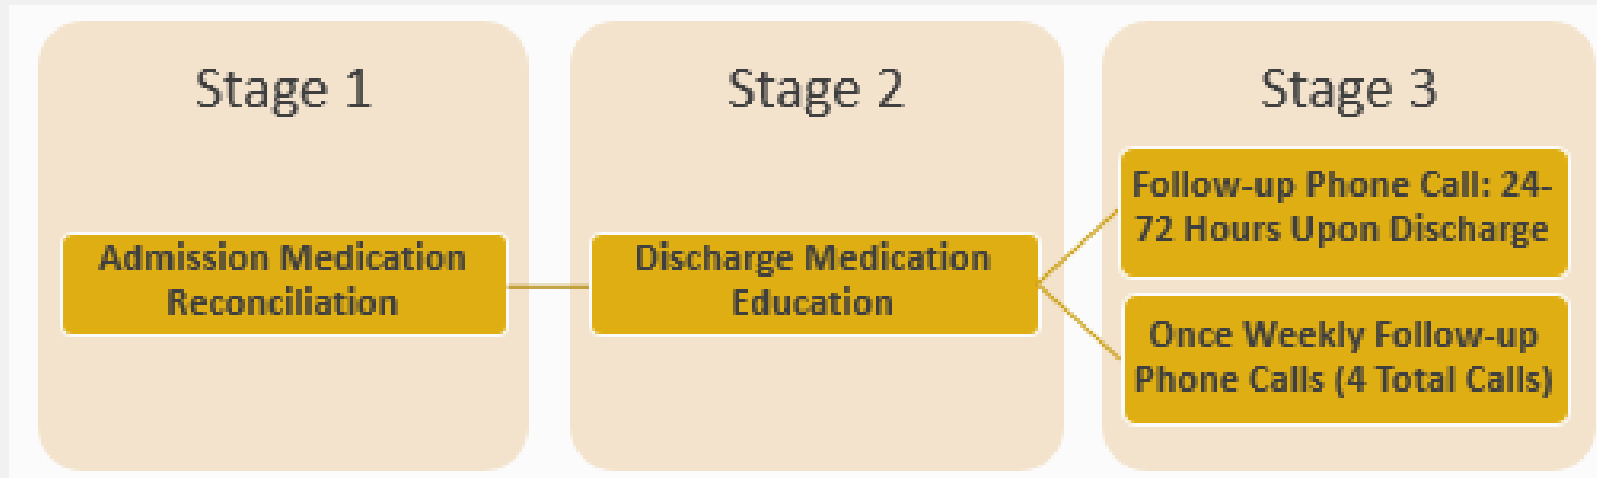 Stage 1
Admission Medication
Reconciliation
Stage 2
Discharge Medication
Education
Stage 3
Follow-up Phone Call: 24-
72 Hours Upon Discharge
Once Weekly Follow-up
Phone Calls (4 Total Calls)